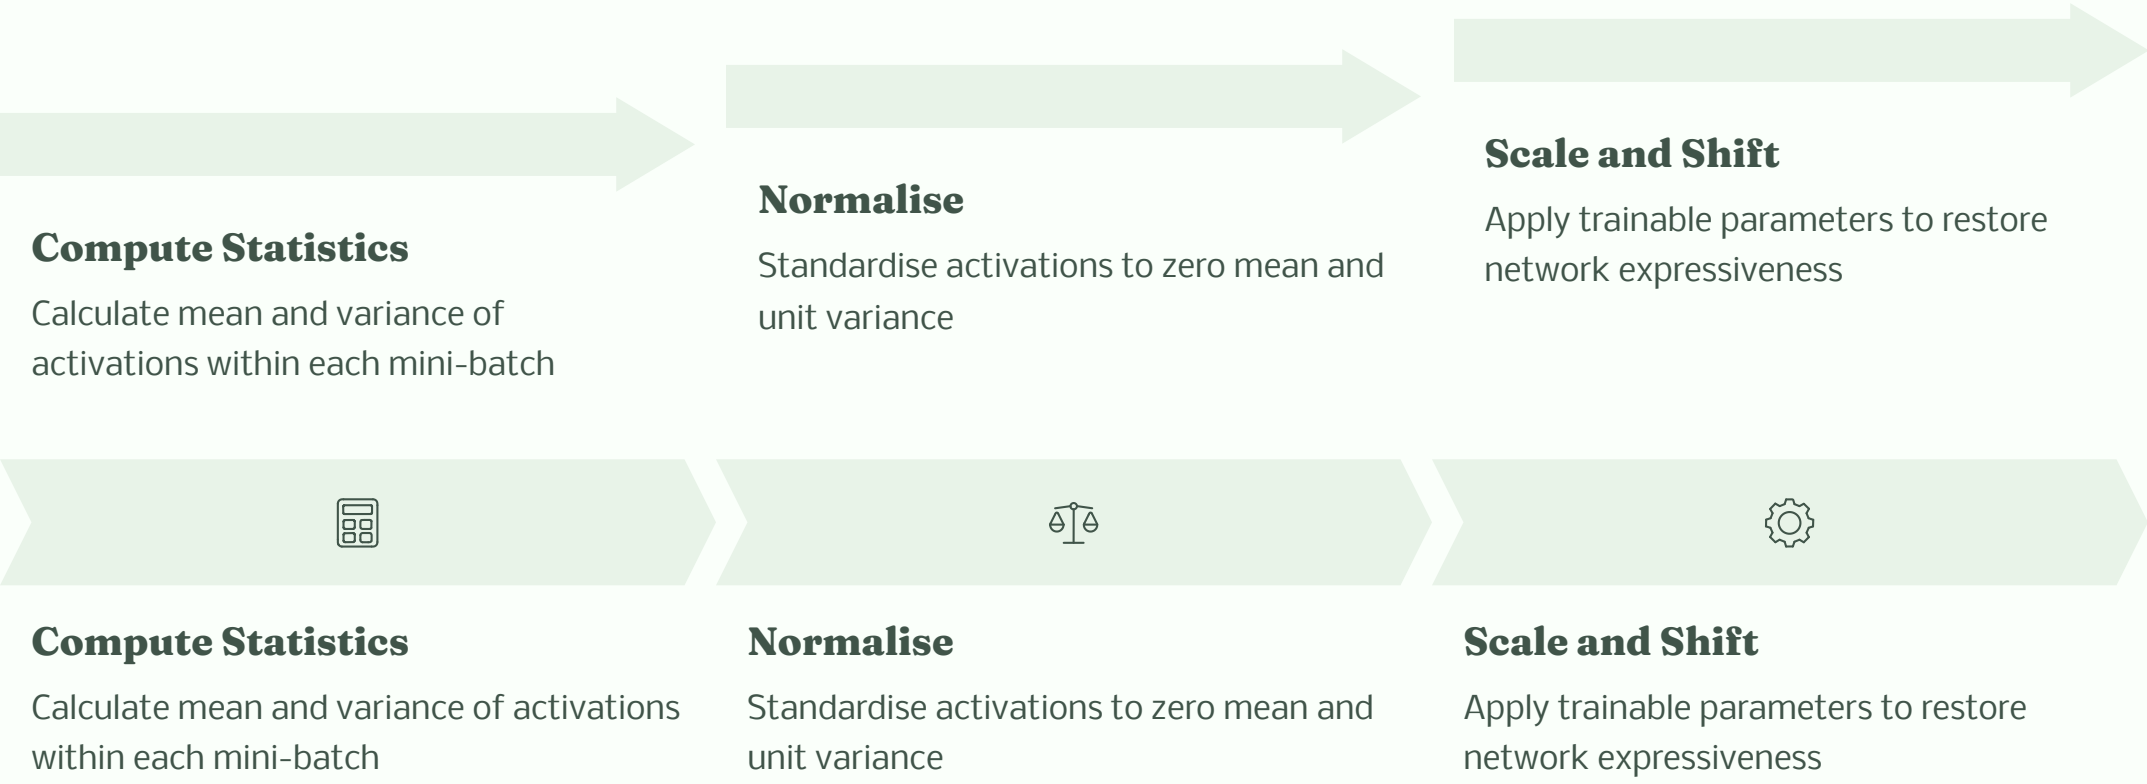 Compute Statistics
Calculate mean and variance of
activations within each mini-batch
Normalise
Standardise activations to zero mean and
unit variance
Scale and Shift
Apply trainable parameters to restore
network expressiveness
Compute Statistics
Calculate mean and variance of activations
within each mini-batch
Normalise
Standardise activations to zero mean and
unit variance
Scale and Shift
Apply trainable parameters to restore
network expressiveness